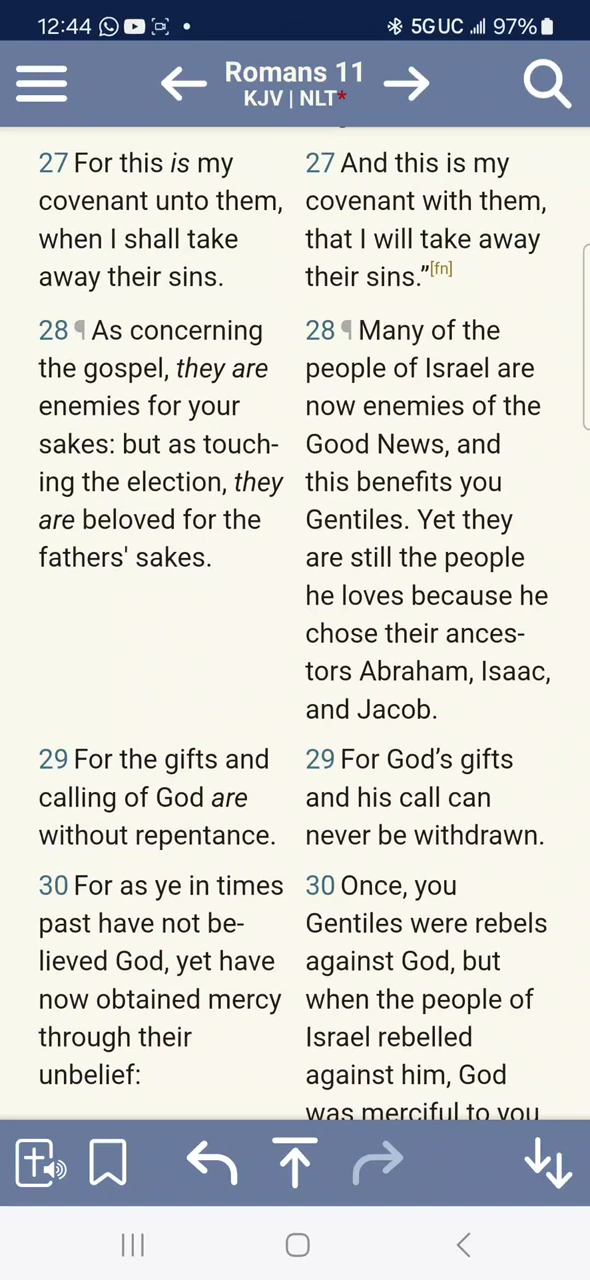 12:44 5G UC 97%
Romans 11
KJV | NLT*
27 For this is my
covenant unto them,
when I shall take
away their sins.
27 And this is my
covenant with them,
that I will take away
their sins.”[fn]
28 ¶ As concerning
the gospel, they are
enemies for your
sakes: but as touch-
ing the election, they
are beloved for the
fathers' sakes.
28 ¶ Many of the
people of Israel are
now enemies of the
Good News, and
this benefits you
Gentiles. Yet they
are still the people
he loves because he
chose their ances-
tors Abraham, Isaac,
and Jacob.
29 For the gifts and
calling of God are
without repentance.
29 For God’s gifts
and his call can
never be withdrawn.
30 For as ye in times
past have not be-
lieved God, yet have
now obtained mercy
through their
unbelief:
30 Once, you
Gentiles were rebels
against God, but
when the people of
Israel rebelled
against him, God
was merciful to you